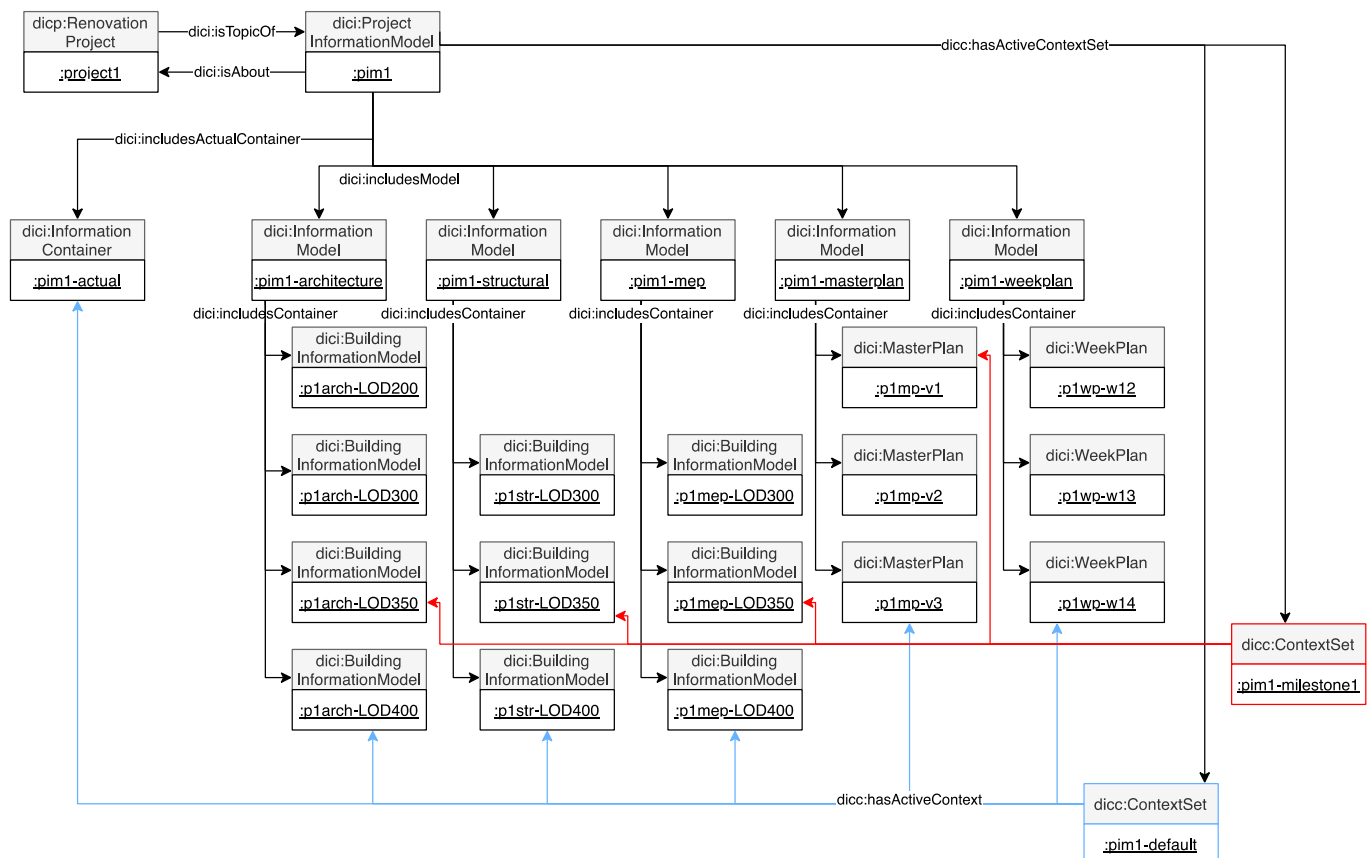 dicp:Renovation
Project
:project1
dici:isTopicOf
dici:isAbout
dici:Project
InformationModel
:pim1
dicc:hasActiveContextSet
dici:includesActualContainer
dici:includesModel
dici:Information
Container
:pim1-actual
dici:Information
Model
:pim1-architecture
dici:Information
Model
:pim1-structural
dici:Information
Model
:pim1-mep
dici:Information
Model
:pim1-masterplan
dici:Information
Model
:pim1-weekplan
dici:includesContainer
dici:includesContainer
dici:includesContainer
dici:includesContainer
dici:includesContainer
dici:Building
InformationModel
:p1arch-LOD200
dici:MasterPlan
:p1mp-v1
dici:WeekPlan
:p1wp-w12
dici:Building
InformationModel
:p1arch-LOD300
dici:Building
InformationModel
:p1str-LOD300
dici:Building
InformationModel
:p1mep-LOD300
dici:MasterPlan
:p1mp-v2
dici:WeekPlan
:p1wp-w13
dici:Building
InformationModel
:p1arch-LOD350
dici:Building
InformationModel
:p1str-LOD350
dici:Building
InformationModel
:p1mep-LOD350
dici:MasterPlan
:p1mp-v3
dici:WeekPlan
:p1wp-w14
dicc:ContextSet
:pim1-milestone1
dici:Building
InformationModel
:p1arch-LOD400
dici:Building
InformationModel
:p1str-LOD400
dici:Building
InformationModel
:p1mep-LOD400
dicc:hasActiveContext
dicc:ContextSet
:pim1-default